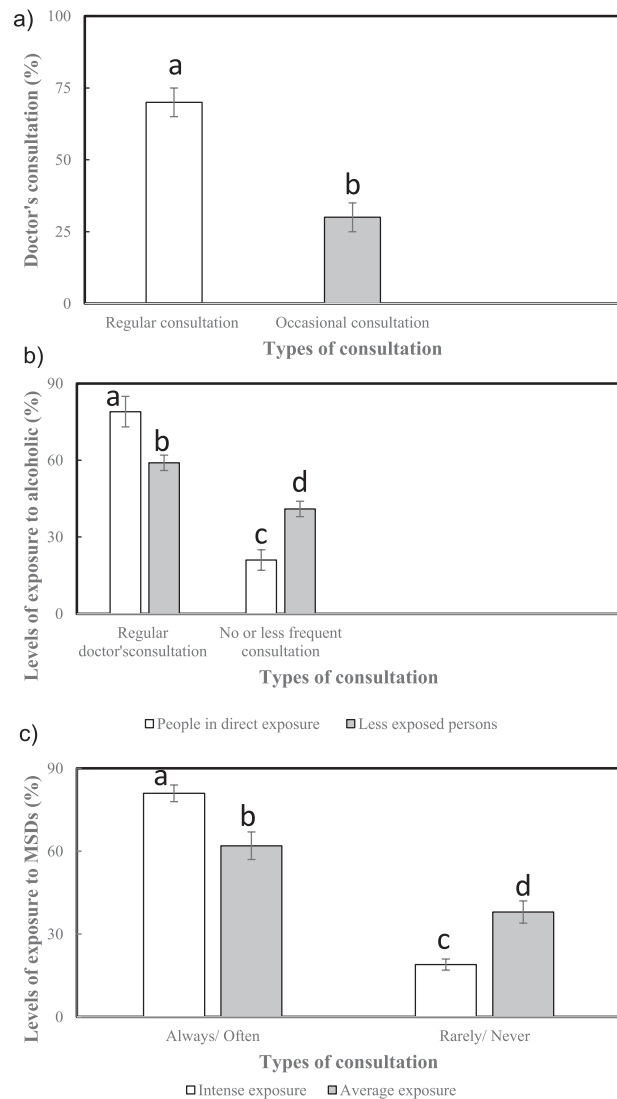 a)
100
75
50
25
0
Doctor's consultation (%)
a
b
Regular consultation
Occasional consultation
Types of consultation
b)
90
60
30
0
Levels of exposure to alcoholic (%)
a
b
c
d
Regular
doctor'sconsultation
No or less frequent
consultation
Types of consultation
People in direct exposure
Less exposed persons
c)
90
60
30
0
Levels of exposure to MSDs (%)
a
b
c
d
Always/ Often
Rarely/ Never
Types of consultation
Intense exposure
Average exposure